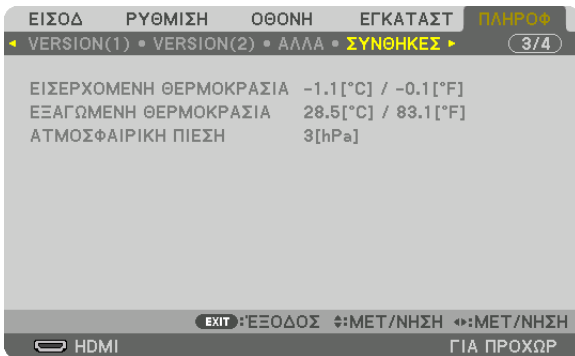 ΕΙΣΟΔ ΡΥΘΜΙΣΗ ΟΘΟΝΗ ΕΓΚΑΤΑΣΤ ΠΛΗΡΟΦ
◂ VERSION(1) • VERSION(2) • ΑΛΛΑ • ΣΥΝΘΗΚΕΣ ▸ 3/4
ΕΙΣΕΡΧΟΜΕΝΗ ΘΕΡΜΟΚΡΑΣΙΑ -1.1[°C] / -0.1[°F]
ΕΞΑΓΩΜΕΝΗ ΘΕΡΜΟΚΡΑΣΙΑ 28.5[°C] / 83.1[°F]
ΑΤΜΟΣΦΑΙΡΙΚΗ ΠΙΕΣΗ 3[hPa]
EXIT:ΈΞΟΔΟΣ ♦:ΜΕΤ/ΝΗΣΗ ◂▸:ΜΕΤ/ΝΗΣΗ
HDMI ΓΙΑ ΠΡΟΧΩΡ